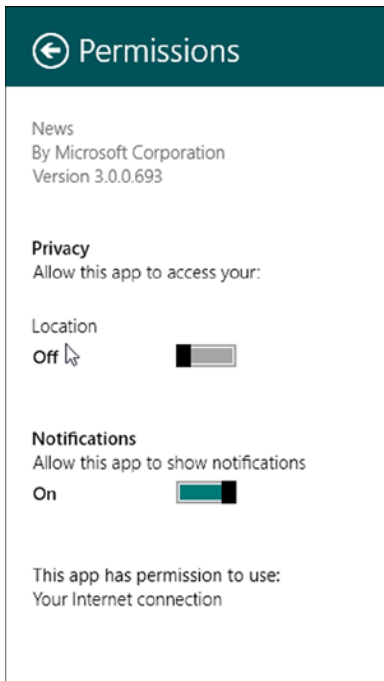 Permissions
News
By Microsoft Corporation
Version 3.0.0.693
Privacy
Allow this app to access your:
Location
Off
Notifications
Allow this app to show notifications
On
This app has permission to use:
Your Internet connection